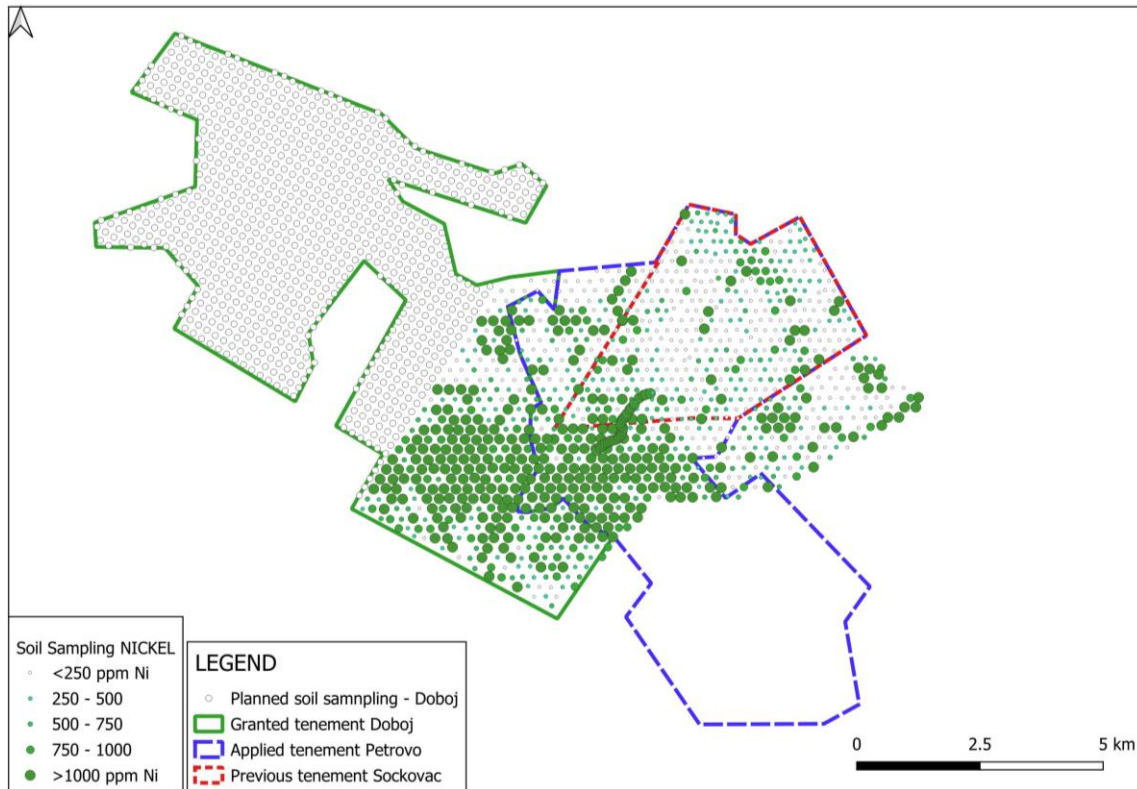 Soil Sampling NICKEL
<250 ppm Ni
250 - 500
500 - 750
750 - 1000
>1000 ppm Ni
LEGEND
Planned soil samnpling - Doboj
Granted tenement Doboj
Applied tenement Petrovo
Previous tenement Sockovac
0 2.5 5 km